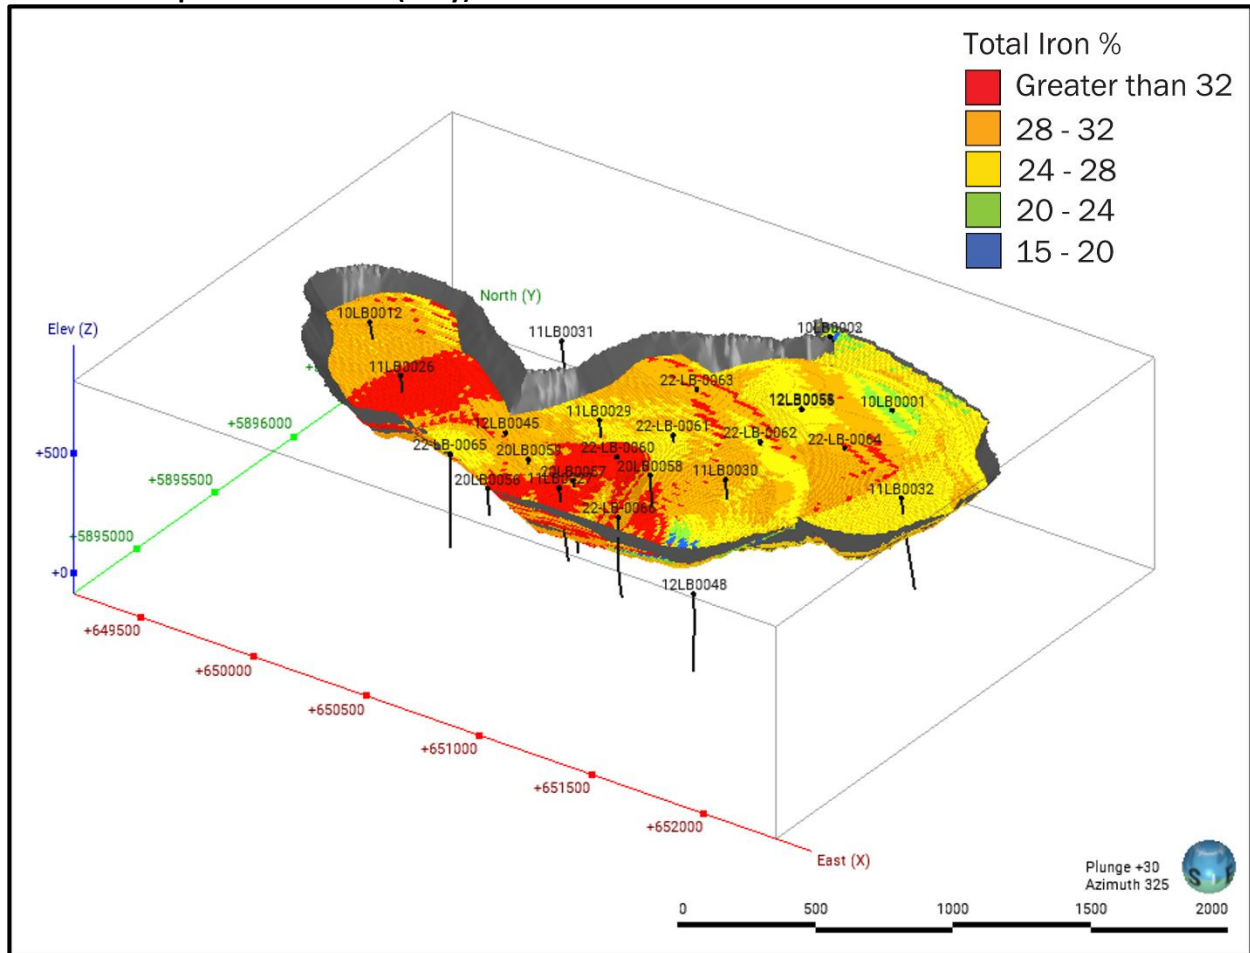 Total Iron %
Greater than 32
28 - 32
24 - 28
20 - 24
15 - 20
North (Y)
Elev (Z)
10LB0012
11LB0031
10LB0002
11LB0026
22-LB-0063
12LB0055
10LB0001
11LB0029
12LB0045
22-LB-0061
22-LB-0062
22-LB-0065
22-LB-0060
22-LB-0064
20LB0058
20LB0056
11LB0030
11LB0032
22-LB-0066
12LB0048
+5896000
+5895500
+5895000
+500
+0
+649500
+650000
+650500
+651000
+651500
+652000
East (X)
Plunge +30
Azimuth 325
S
0 500 1000 1500 2000